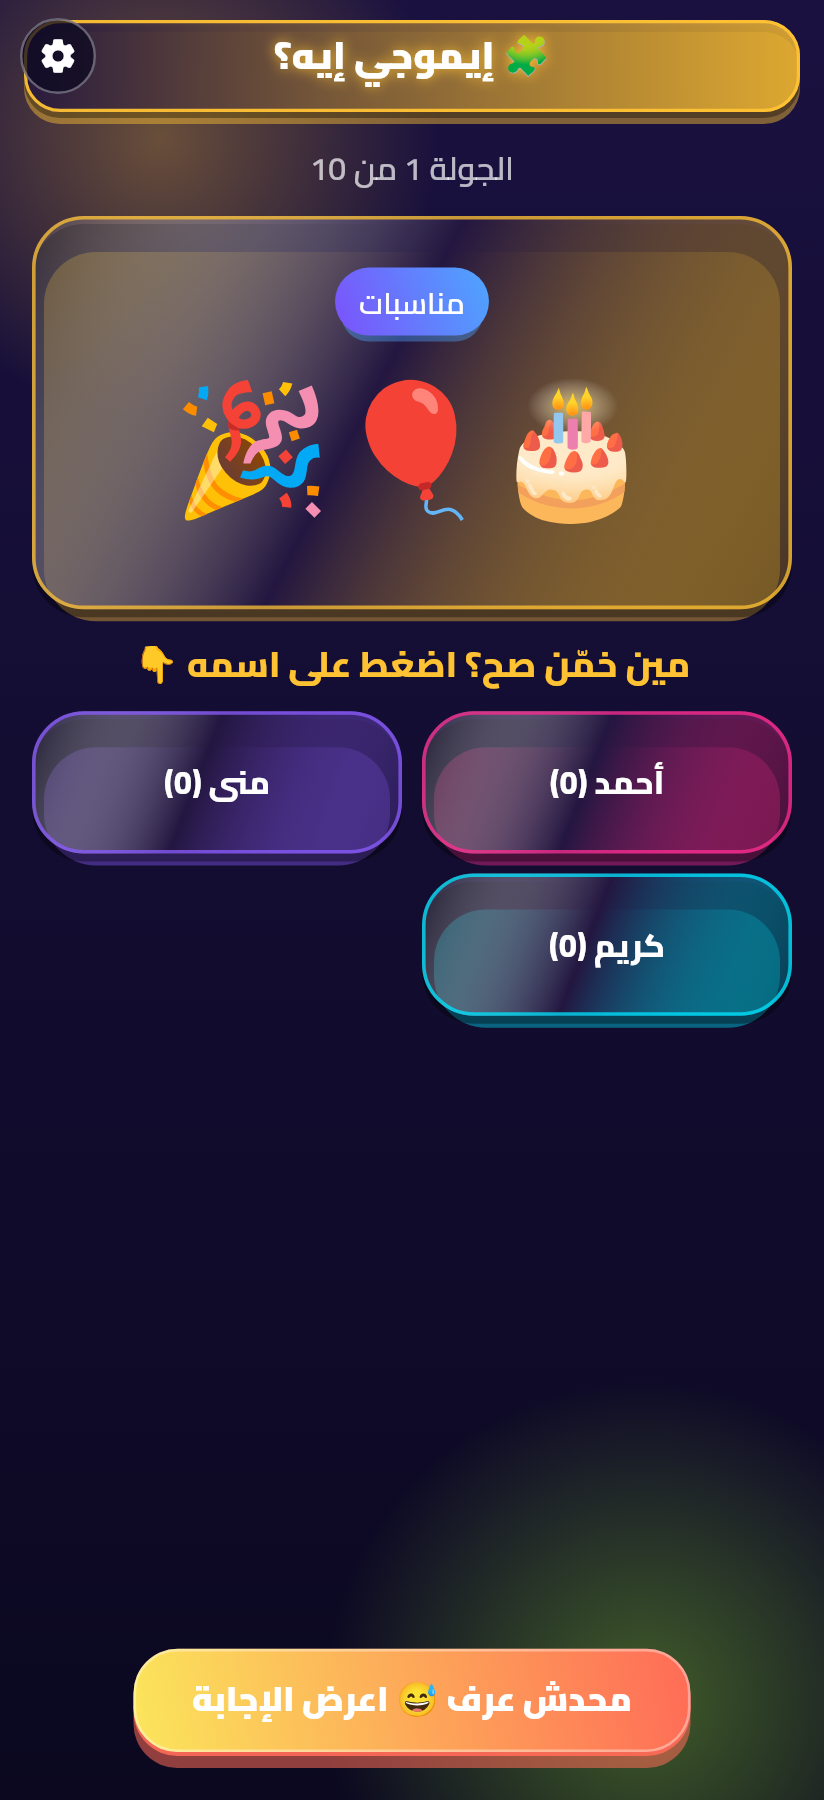 🧩 إيموجي إيه؟
الجولة 1 من 10
مناسبات
مين خمّن صح؟ اضغط على اسمه 👇
أحمد (0)
منى (0)
كريم (0)
محدش عرف 😅 اعرض الإجابة